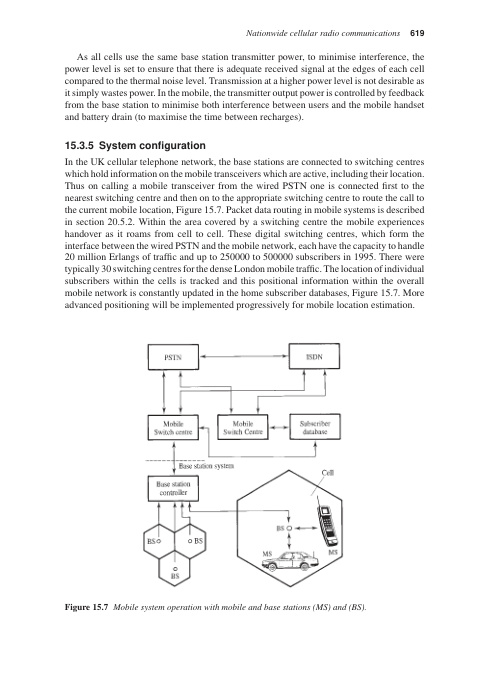 Nationwide cellular radio communications 619
As all cells use the same base station transmitter power, to minimise interference, the
power level is set to ensure that there is adequate received signal at the edges of each cell
compared to the thermal noise level. Transmission at a higher power level is not desirable as
it simply wastes power. In the mobile, the transmitter output power is controlled by feedback
from the base station to minimise both interference between users and the mobile handset
and battery drain (to maximise the time between recharges).
15.3.5 System configuration
In the UK cellular telephone network, the base stations are connected to switching centres
which hold information on the mobile transceivers which are active, including their location.
Thus on calling a mobile transceiver from the wired PSTN one is connected first to the
nearest switching centre and then on to the appropriate switching centre to route the call to
the current mobile location, Figure 15.7. Packet data routing in mobile systems is described
in section 20.5.2. Within the area covered by a switching centre the mobile experiences
handover as it roams from cell to cell. These digital switching centres, which form the
interface between the wired PSTN and the mobile network, each have the capacity to handle
20 million Erlangs of traffic and up to 250000 to 500000 subscribers in 1995. There were
typically 30 switching centres for the dense London mobile traffic. The location of individual
subscribers within the cells is tracked and this positional information within the overall
mobile network is constantly updated in the home subscriber databases, Figure 15.7. More
advanced positioning will be implemented progressively for mobile location estimation.
PSTN
ISDN
Mobile
Switch centre
Mobile
Switch Centre
Subscriber
database
Base station system
Base station
controller
Cell
BS
BS
BS
BS
MS
MS
Figure 15.7 Mobile system operation with mobile and base stations (MS) and (BS).